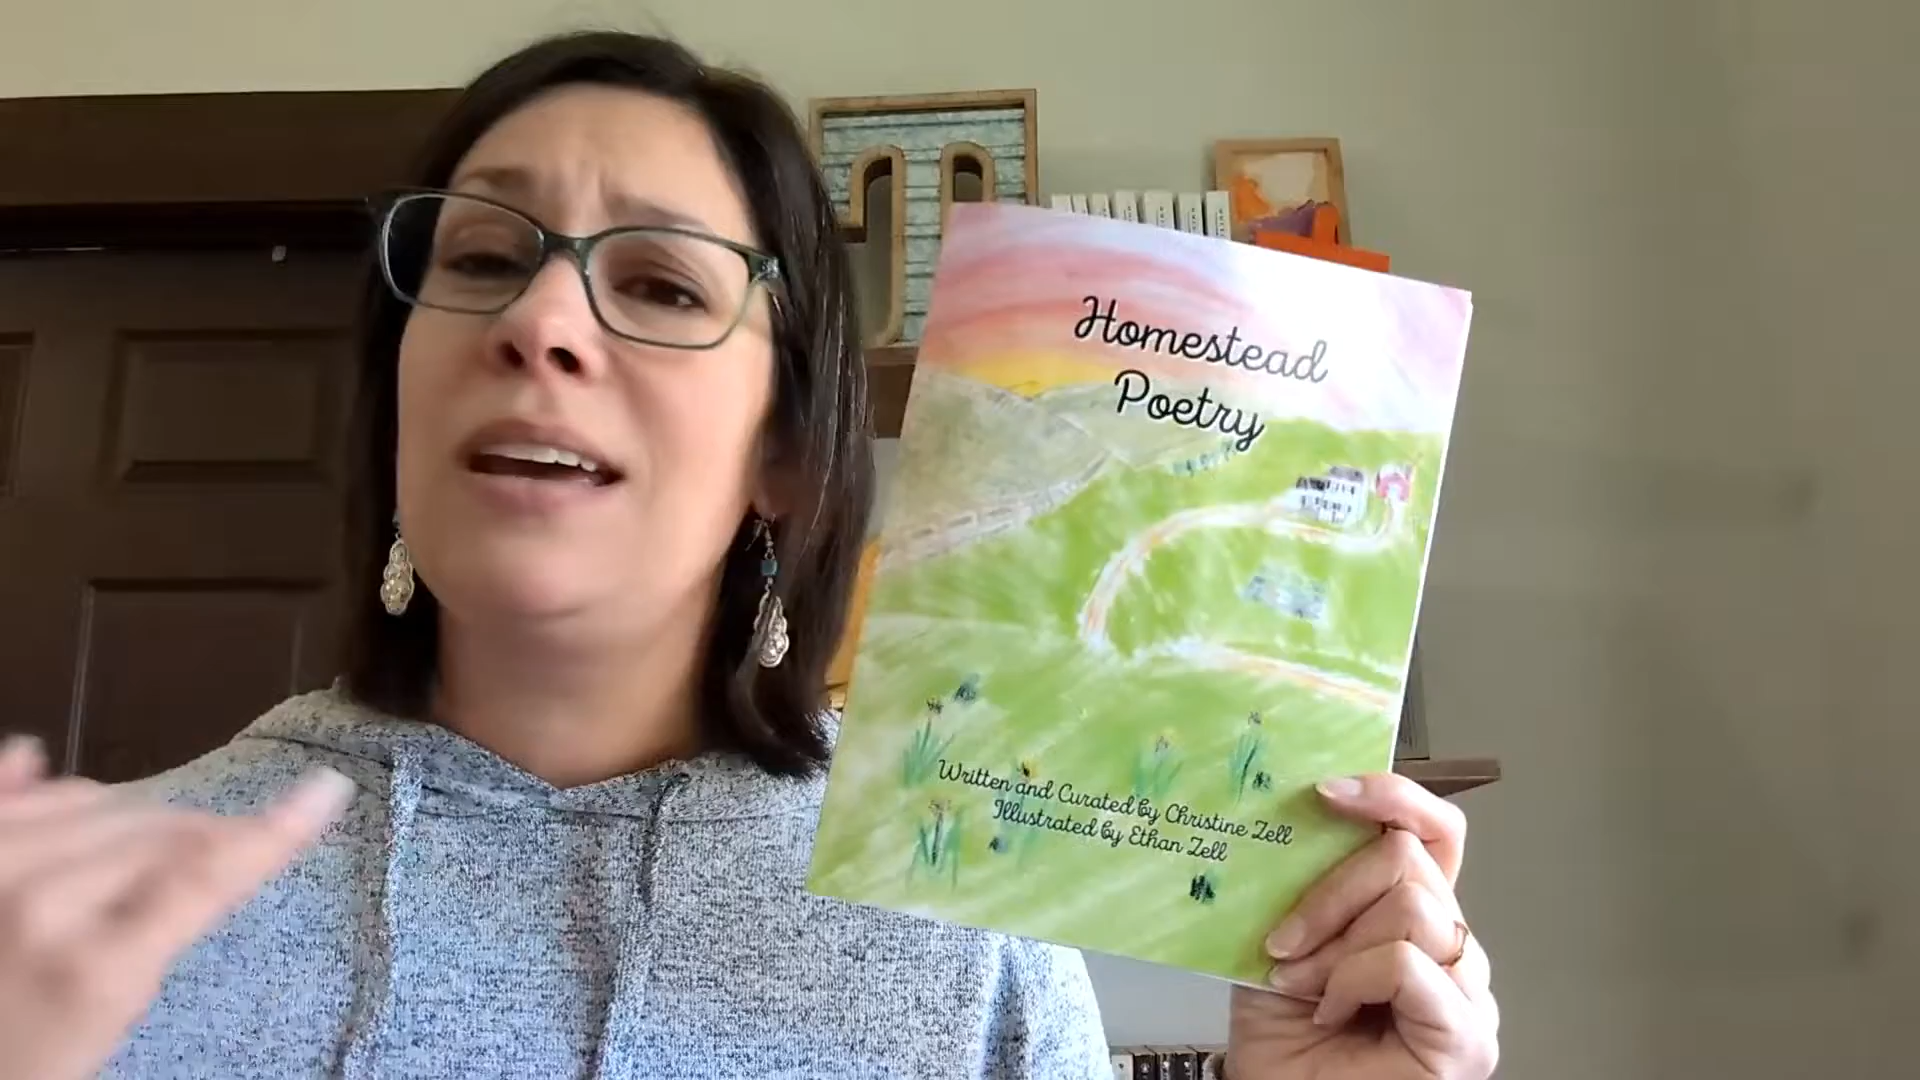 Homestead
Poetry
Written and Curated by Christine Zell
Illustrated by Ethan Zell